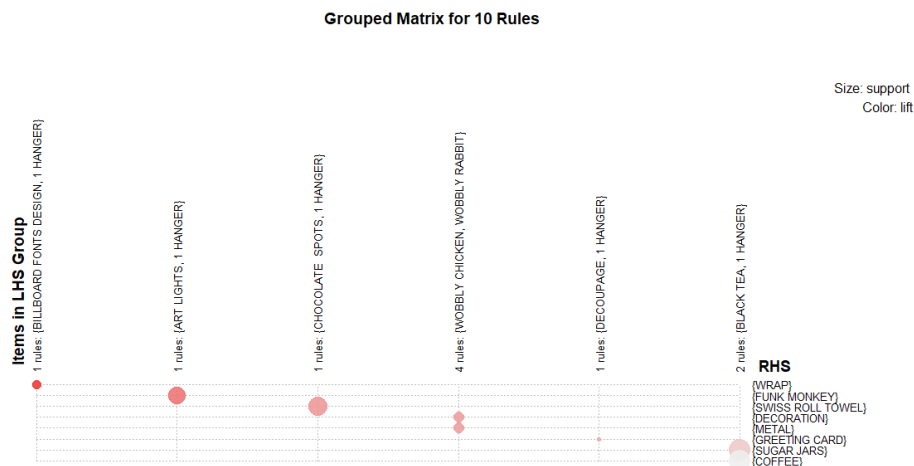 Grouped Matrix for 10 Rules
Size: support
Color: lift
Items in LHS Group
1 rules: {BILLBOARD FONTS DESIGN, 1 HANGER}
1 rules: {ART LIGHTS, 1 HANGER}
1 rules: {CHOCOLATE  SPOTS, 1 HANGER}
4 rules: {WOBBLY CHICKEN, WOBBLY RABBIT}
1 rules: {DECOUPAGE, 1 HANGER}
2 rules: {BLACK TEA, 1 HANGER}
RHS
{WRAP}
{FUNK MONKEY}
{SWISS ROLL TOWEL}
{DECORATION}
{METAL}
{GREETING CARD}
{SUGAR JARS}
{COFFEE}